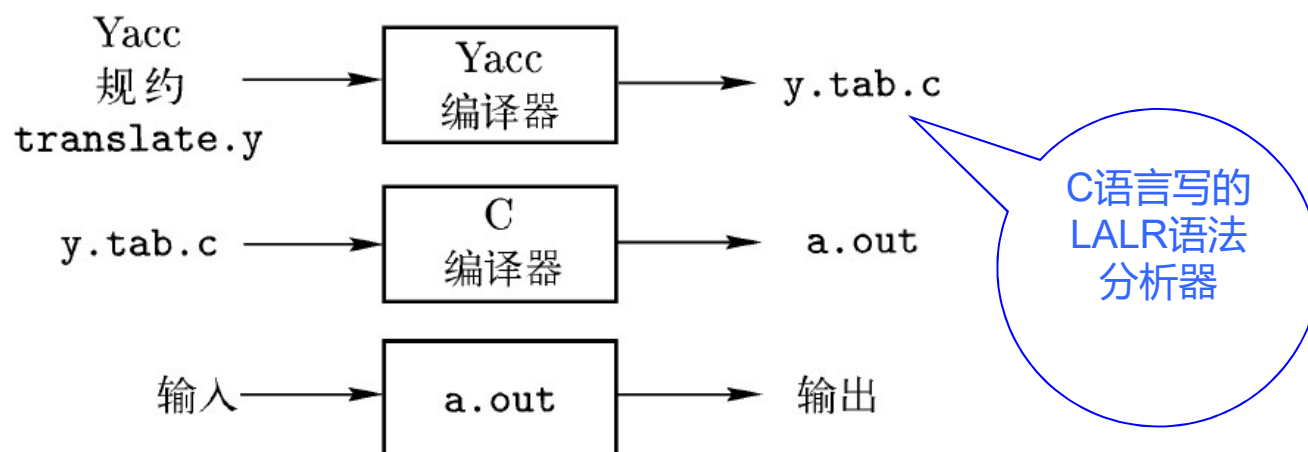 Yacc
规约
translate.y
Yacc
编译器
y.tab.c
y.tab.c
C
编译器
a.out
输入
a.out
输出
C语言写的
LALR语法
分析器